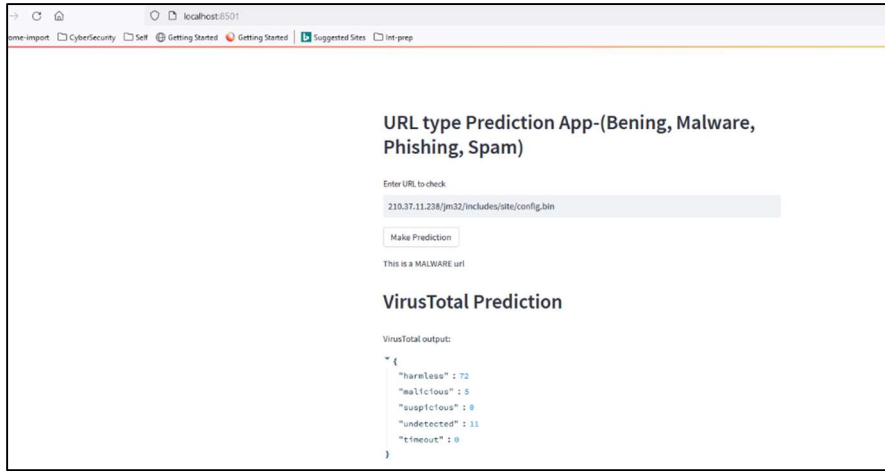 localhost:8501
ome-import CyberSecurity Self Getting Started Getting Started Suggested Sites Int-prep
URL type Prediction App-(Bening, Malware,
Phishing, Spam)
Enter URL to check
210.37.11.238/jm32/includes/site/config.bin
Make Prediction
This is a MALWARE url
VirusTotal Prediction
VirusTotal output:
{
"harmless" : 72
"malicious" : 5
"suspicious" : 0
"undetected" : 11
"timeout" : 0
}